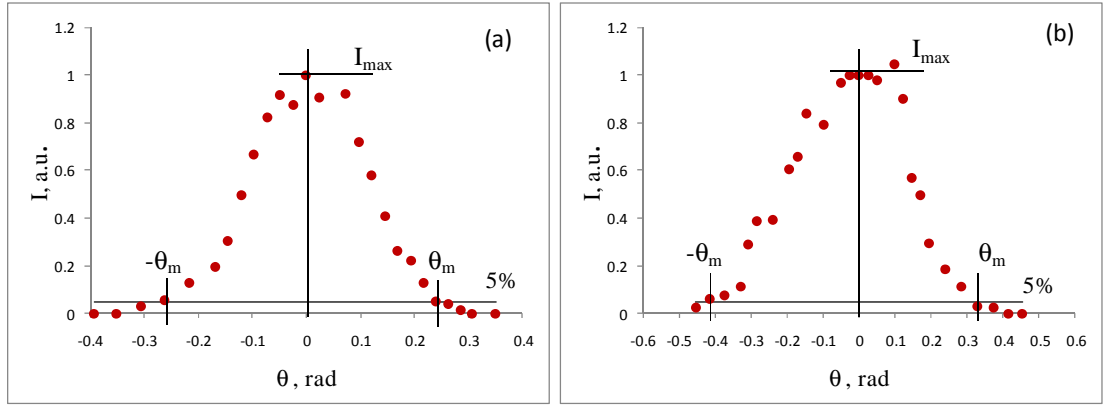 (a)
I, a.u.
1.2
1
0.8
0.6
0.4
0.2
0
Imax
-θm
θm
5%
-0.4 -0.3 -0.2 -0.1 0 0.1 0.2 0.3 0.4
θ , rad
(b)
I, a.u.
1.2
1
0.8
0.6
0.4
0.2
0
Imax
-θm
θm
5%
-0.6 -0.5 -0.4 -0.3 -0.2 -0.1 0 0.1 0.2 0.3 0.4 0.5 0.6
θ , rad